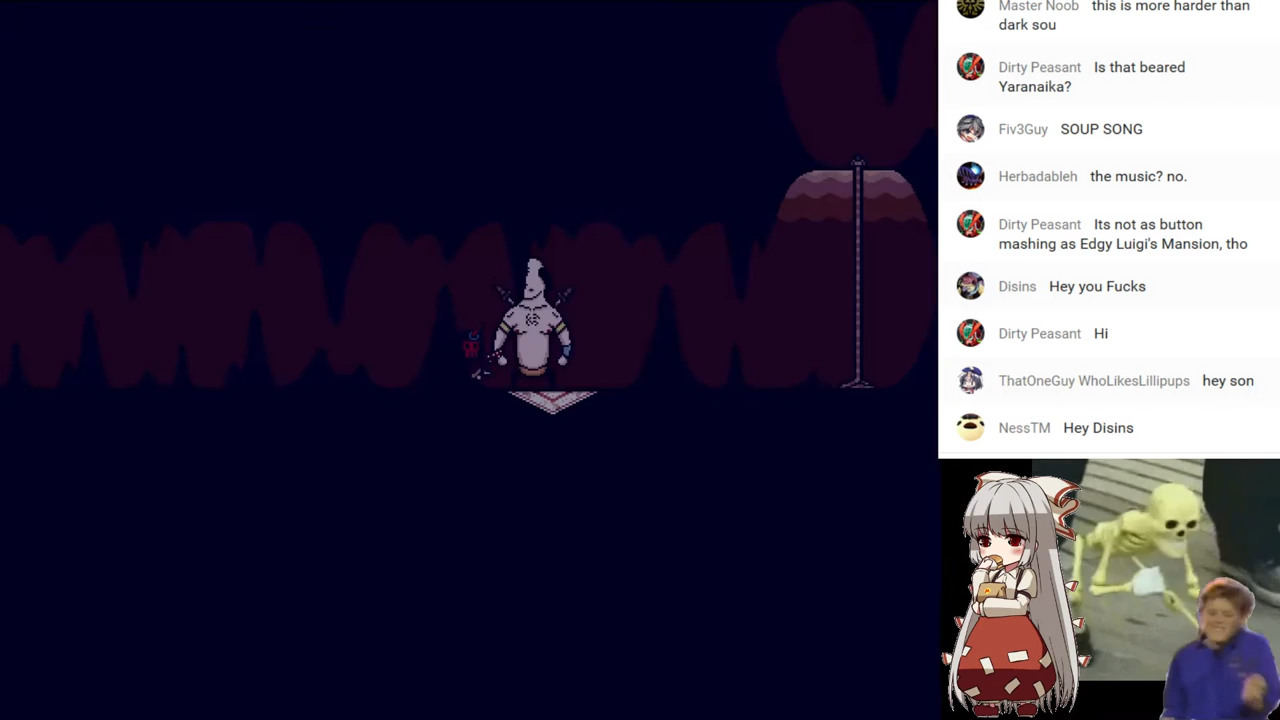 Master Noob this is more harder than
dark sou
Dirty Peasant Is that beared
Yaranaika?
Fiv3Guy SOUP SONG
Herbadableh the music? no.
Dirty Peasant Its not as button
mashing as Edgy Luigi's Mansion, tho
Disins Hey you Fucks
Dirty Peasant Hi
ThatOneGuy WhoLikesLillipups hey son
NessTM Hey Disins